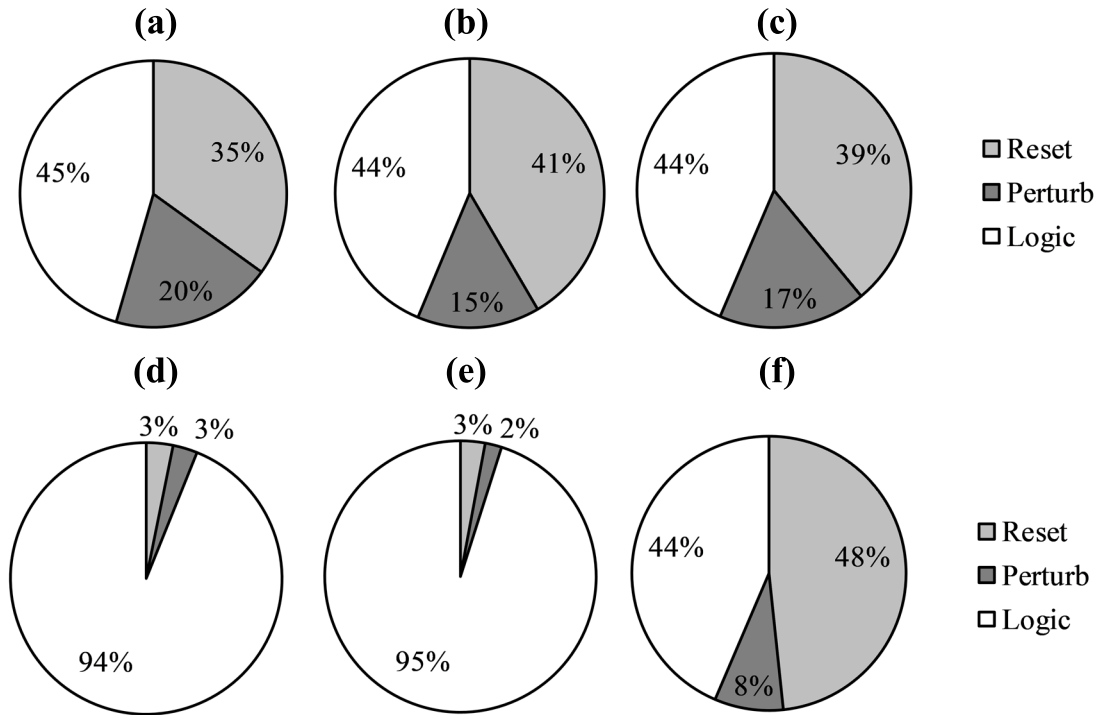 (a) (b) (c)
45% 35% 20%
44% 41% 15%
44% 39% 17%
Reset
Perturb
Logic
(d) (e) (f)
3% 3%
94%
3% 2%
95%
44% 48%
8%
Reset
Perturb
Logic